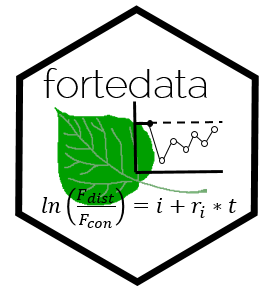 fortedata
ln (F_dist / F_con) = i + r_i * t